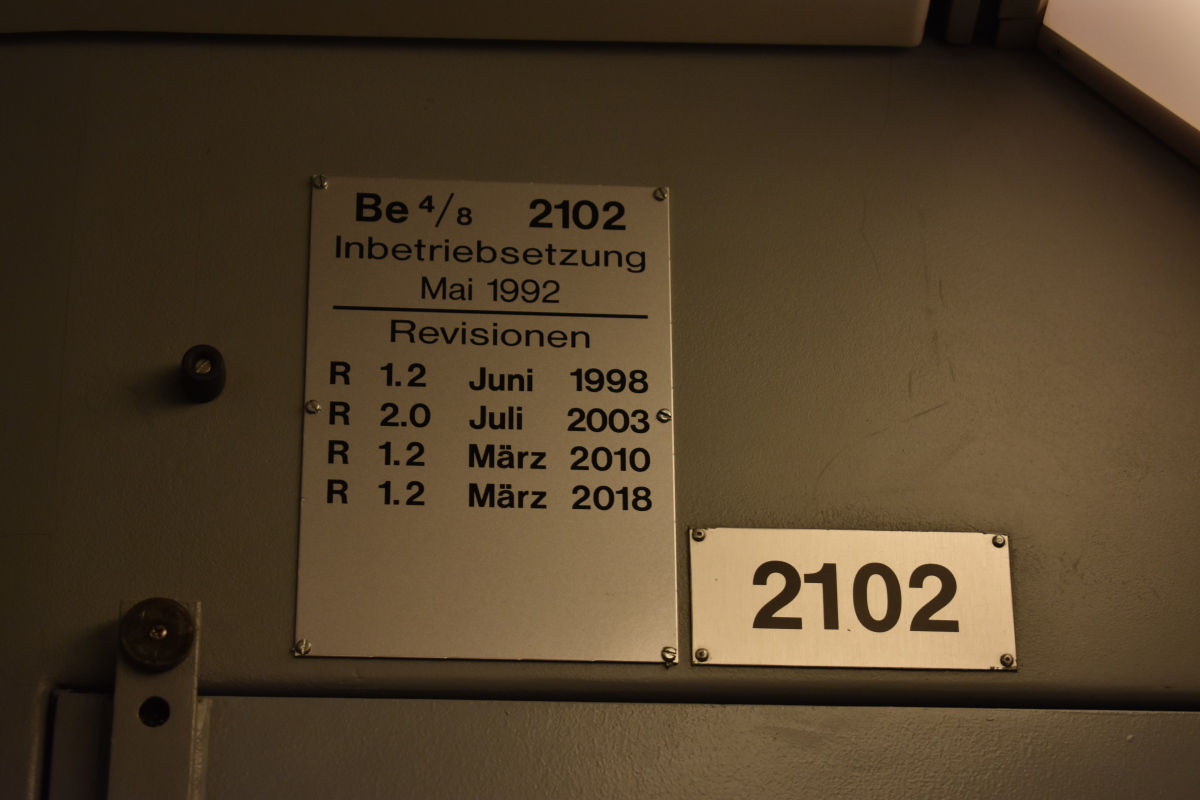 Be 4/8 2102
Inbetriebsetzung
Mai 1992
Revisionen
R 1.2 Juni 1998
R 2.0 Juli 2003
R 1.2 März 2010
R 1.2 März 2018
2102